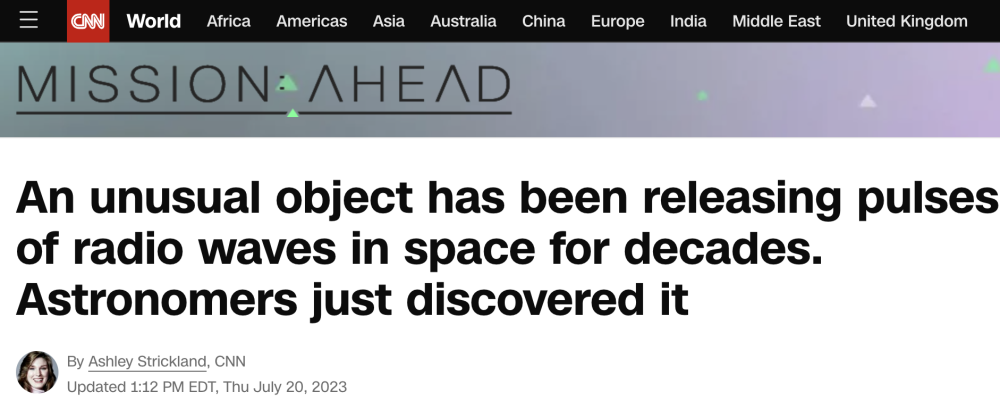 CNN World Africa Americas Asia Australia China Europe India Middle East United Kingdom
MISSION:AHEAD
An unusual object has been releasing pulses
of radio waves in space for decades.
Astronomers just discovered it
By Ashley Strickland, CNN
Updated 1:12 PM EDT, Thu July 20, 2023